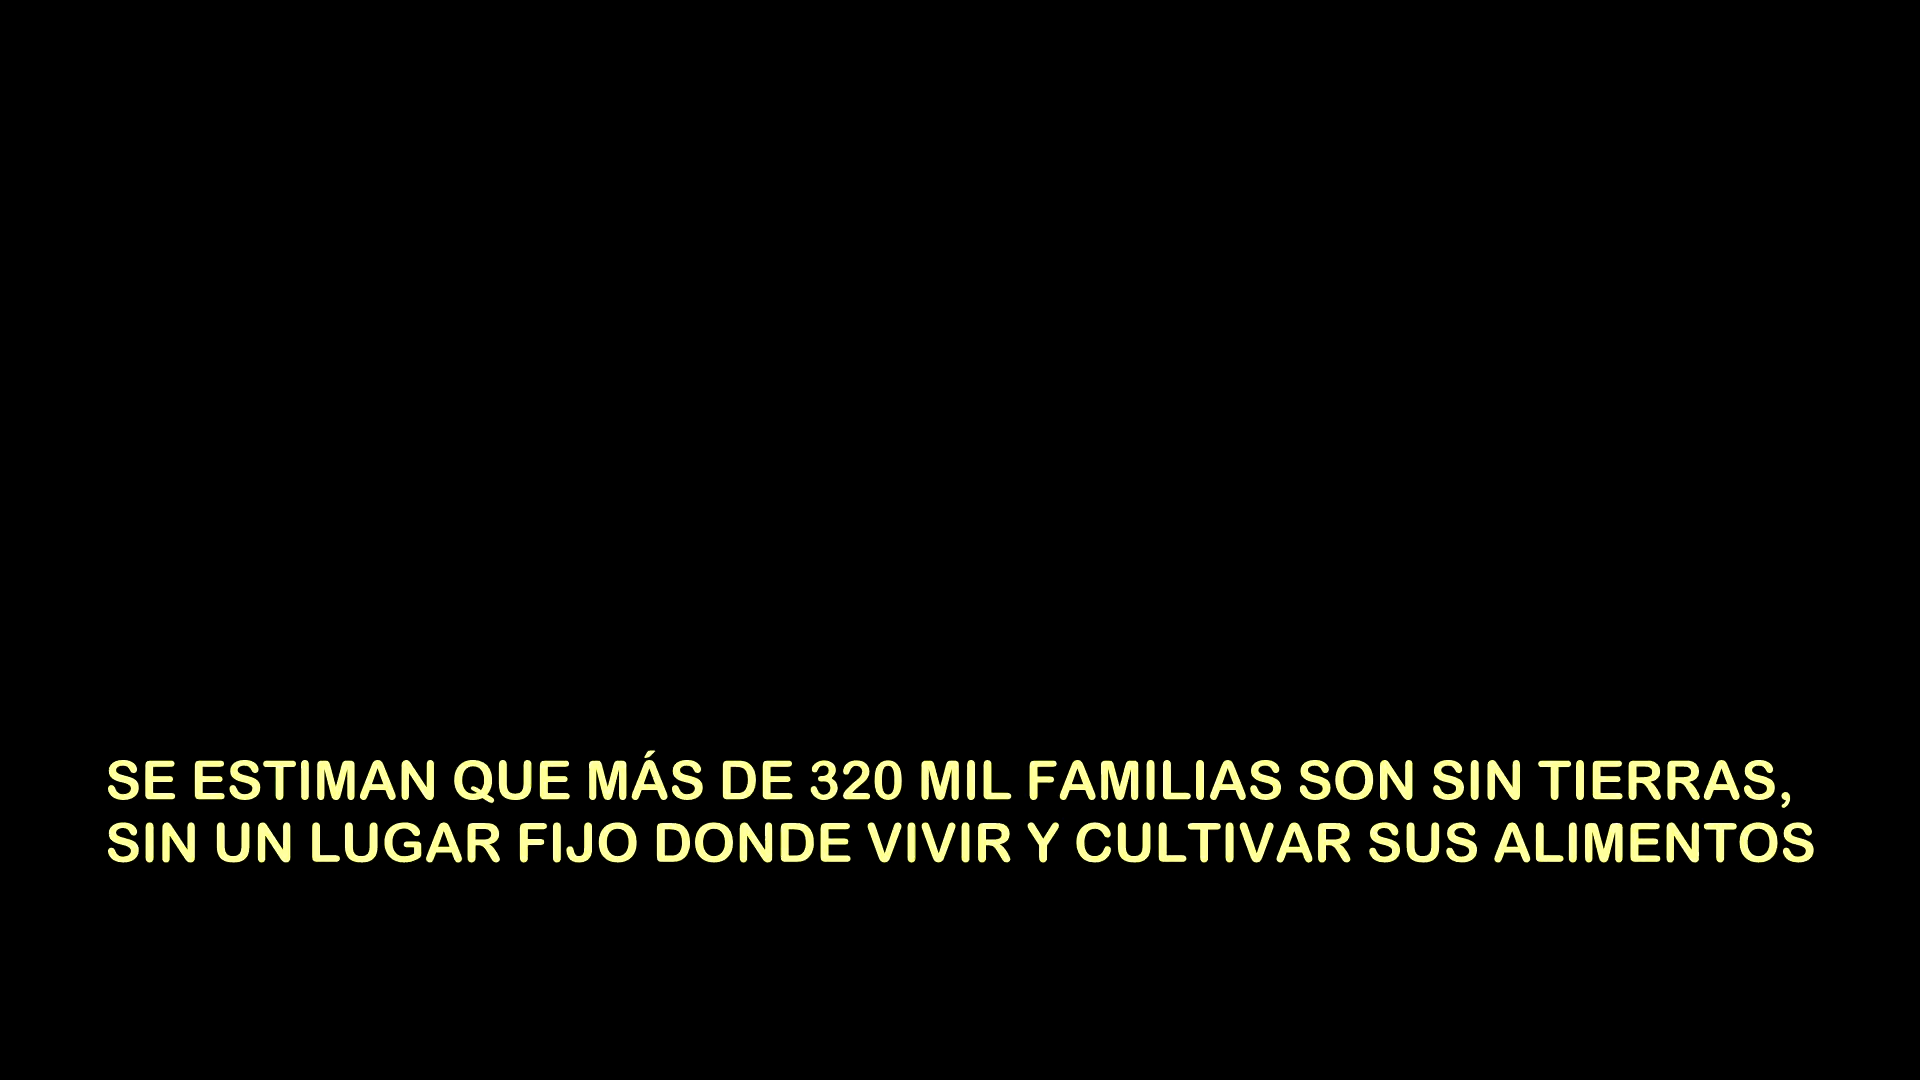 SE ESTIMAN QUE MÁS DE 320 MIL FAMILIAS SON SIN TIERRAS,
SIN UN LUGAR FIJO DONDE VIVIR Y CULTIVAR SUS ALIMENTOS